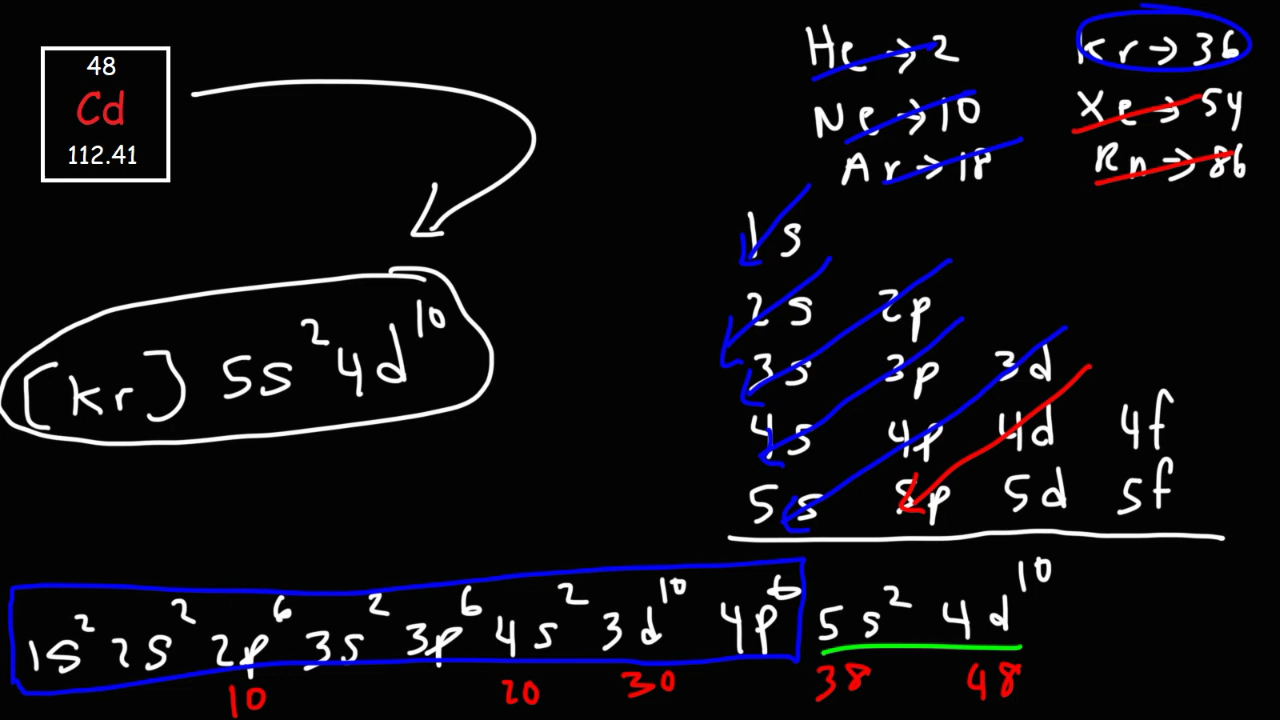 48
Cd
112.41
He → 2
Ne → 10
Ar → 18
Kr → 36
Xe → 54
Rn → 86
[Kr] 5s² 4d¹⁰
1s
2s 2p
3s 3p 3d
4s 4p 4d 4f
5s 5p 5d 5f
1s² 2s² 2p⁶ 3s² 3p⁶ 4s² 3d¹⁰ 4p⁶ 5s² 4d¹⁰
10 20 30 38 48